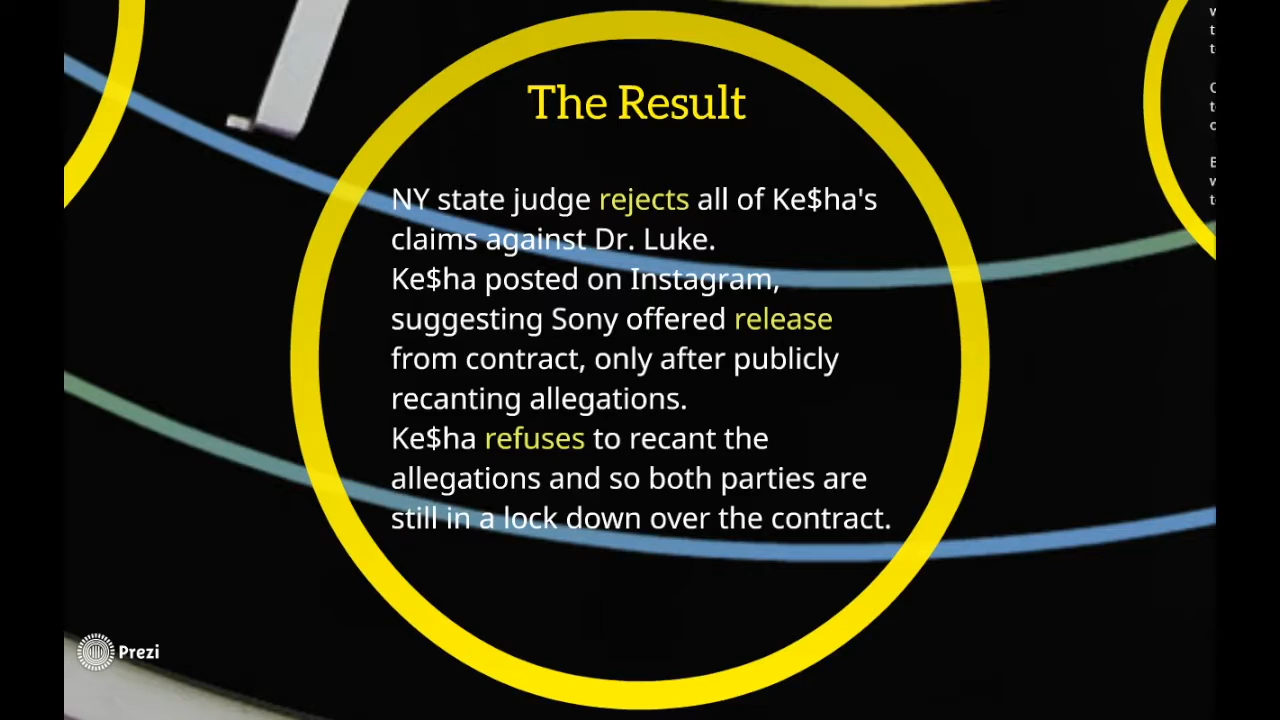 The Result
NY state judge rejects all of Ke$ha's
claims against Dr. Luke.
Ke$ha posted on Instagram,
suggesting Sony offered release
from contract, only after publicly
recanting allegations.
Ke$ha refuses to recant the
allegations and so both parties are
still in a lock down over the contract.
Prezi